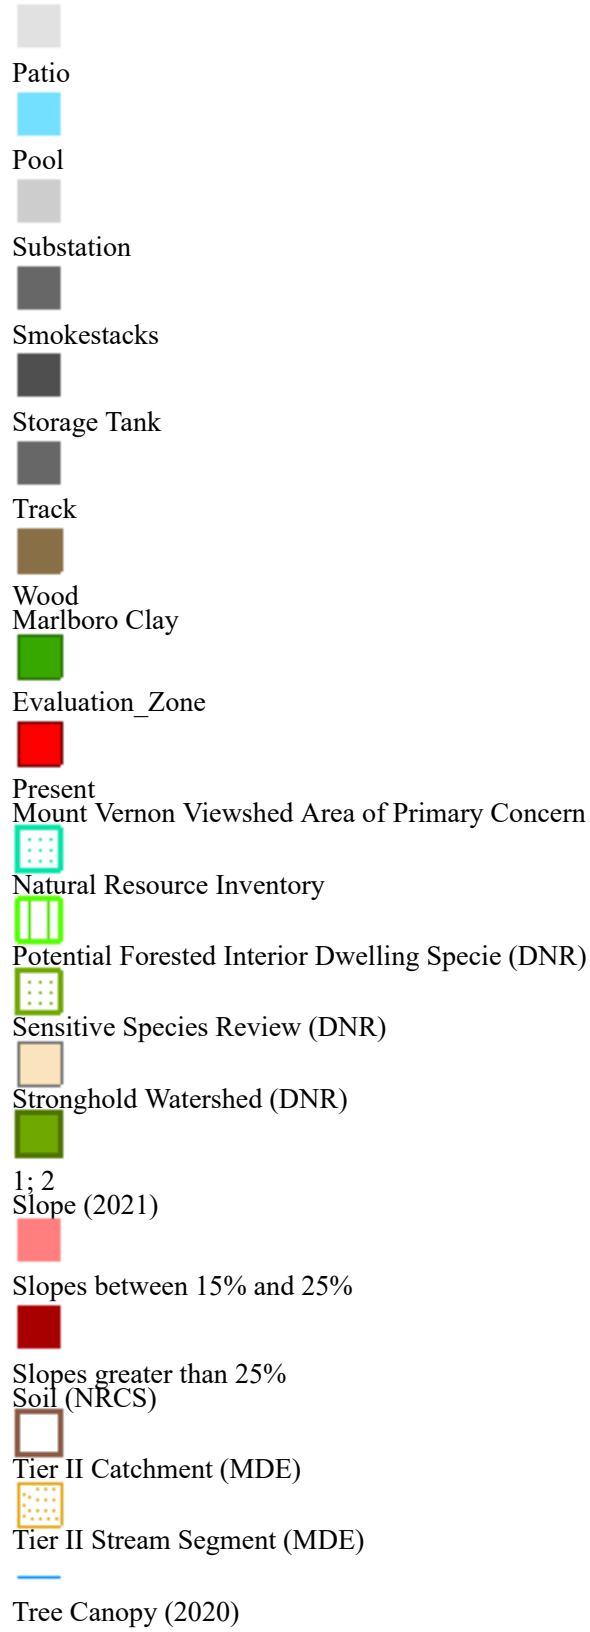 Patio
Pool
Substation
Smokestacks
Storage Tank
Track
Wood
Marlboro Clay
Evaluation_Zone
Present
Mount Vernon Viewshed Area of Primary Concern
Natural Resource Inventory
Potential Forested Interior Dwelling Specie (DNR)
Sensitive Species Review (DNR)
Stronghold Watershed (DNR)
1; 2
Slope (2021)
Slopes between 15% and 25%
Slopes greater than 25%
Soil (NRCS)
Tier II Catchment (MDE)
Tier II Stream Segment (MDE)
Tree Canopy (2020)